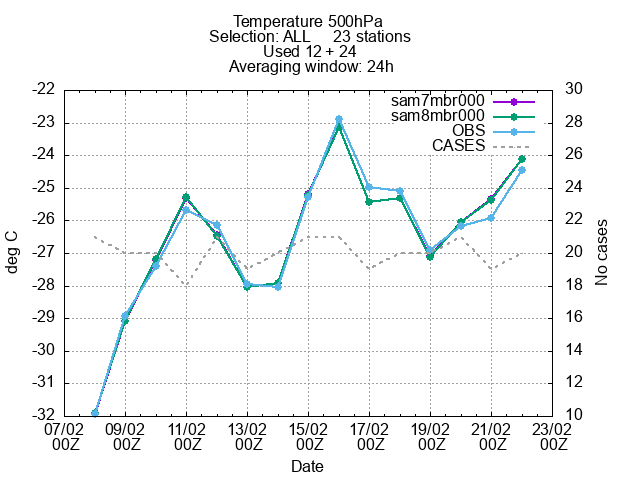 Temperature 500hPa
Selection: ALL 23 stations
Used 12 + 24
Averaging window: 24h
sam7mbr000
sam8mbr000
OBS
CASES
-22
-23
-24
-25
-26
-27
-28
-29
-30
-31
-32
deg C
30
28
26
24
22
20
18
16
14
12
10
No cases
07/02 09/02 11/02 13/02 15/02 17/02 19/02 21/02 23/02
00Z 00Z 00Z 00Z 00Z 00Z 00Z 00Z 00Z
Date